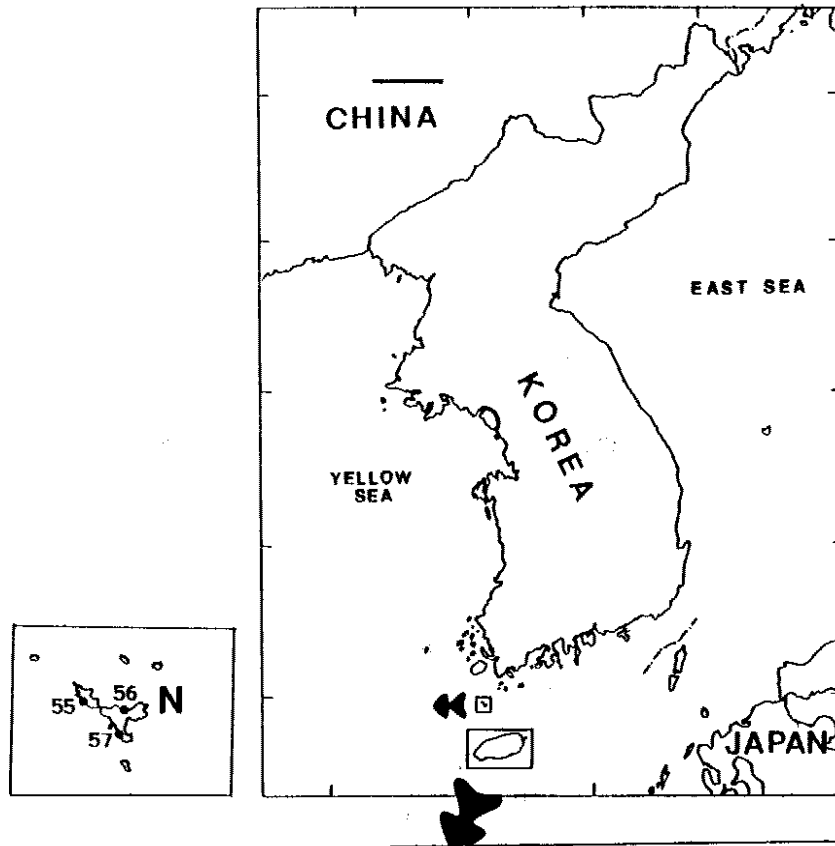 CHINA
EAST SEA
KOREA
YELLOW
SEA
55
56
N
57
JAPAN